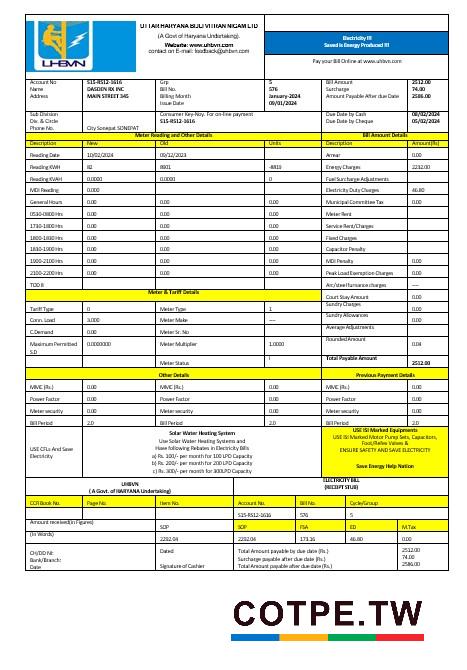 UTTAR HARYANA BIJLI VITRAN NIGAM LTD
(A Govt of Haryana Undertaking).
Website: www.uhbvn.com
contact on E-mail: feedback@uhbvn.com
UHBVN
Electricity !!!
Saved Is Energy Produced !!!
Pay your Bill Online at www.uhbvn.com
Account No S15-RS12-1616 Grp 5 Bill Amount 2512.00
Name DASDEN RX INC Bill No. 576 Surcharge 74.00
Address MAIN STREET 345 Billing Month January-2024 Amount Payable After due Date 2586.00
Issue Date 09/01/2024
Sub Division Consumer Key-Noy. For on-line payment Due Date by Cash 08/02/2024
Div. & Circle S15-RS12-1616 Due Date by Cheque 05/02/2024
Phone No. City Sonepat SONEPAT
Meter Reading and Other Details Bill Amount Details
Description New Old Units Description Amount(Rs)
Reading Date 10/02/2024 09/12/2023 Arrear 0.00
Reading KWH 82 8901 -8819 Energy Charges 2232.00
Reading KVAH 0.0000 0.0000 0 Fuel Surcharge Adjustments
MDI Reading 0.000 Electricity Duty Charges 46.80
General Hours 0.00 0.00 0.00 Municipal Committee Tax 0.00
0530-0800 Hrs 0.00 0.00 0.00 Meter Rent
1730-1800 Hrs 0.00 0.00 0.00 Service Rent/Charges
1800-1830 Hrs 0.00 0.00 0.00 Fixed Charges
1830-1900 Hrs 0.00 0.00 0.00 Capacitor Penalty
1900-2100 Hrs 0.00 0.00 0.00 MDI Penalty 0.00
2100-2200 Hrs 0.00 0.00 0.00 Peak Load Exemption Charges 0.00
TOD 8 Arc/steel furnance charges ----
Meter & Tariff Details Court Stay Amount 0.00
Sundry Charges
Tariff Type 0 Meter Type 1 0.00
Sundry Allowances
Conn. Load 3.000 Meter Make ---- 0.00
Average Adjustments
C.Demand 0.00 Meter Sr. No
Maximum Permitted S.D 0.0000000 Meter Multiplier 1.0000 Rounded Amount 0.04
Meter Status Total Payable Amount 2512.00
Other Details Previous Payment Details
MMC (Rs.) 0.00 MMC (Rs.) 0.00 MMC (Rs.) 0.00
Power Factor 0.00 Power Factor 0.00 Power Factor 0.00
Meter security 0.00 Meter security 0.00 Meter security 0.00
Bill Period 2.0 Bill Period 2.0 Bill Period 2.0
USE CFLs And Save Electricity
Solar Water Heating System
Use Solar Water Heating Systems and
Have following Rebates in Electricity Bills
a) Rs. 100/- per month for 100 LPD Capacity
b) Rs. 200/- per month for 200 LPD Capacity
c) Rs. 300/- per month for 300LPD Capacity
USE ISI Marked Equipments
USE ISI Marked Motor Pump Sets, Capacitors, Foot/Reflex Valves &
ENSURE SAFETY AND SAVE ELECTRICITY
Save Energy Help Nation
UHBVN
( A Govt. of HARYANA Undertaking)
ELECTRICITY BILL
(RECEIPT STUB)
CCR Book No. Page No. Item No. Account No. Bill No. Cycle/Group
S15-RS12-1616 576 5
Amount received(In Figures) SOP SOP FSA ED M.Tax
(In Words) 2292.04 2292.04 173.16 46.80 0.00
CH/DD Nt: Dated Total Amount payable by due date (Rs.) 2512.00
Bank/Branch: Surcharge payable after due date (Rs.) 74.00
Date Signature of Cashier Total Amount payable after due date (Rs.) 2586.00
COTPE.TW